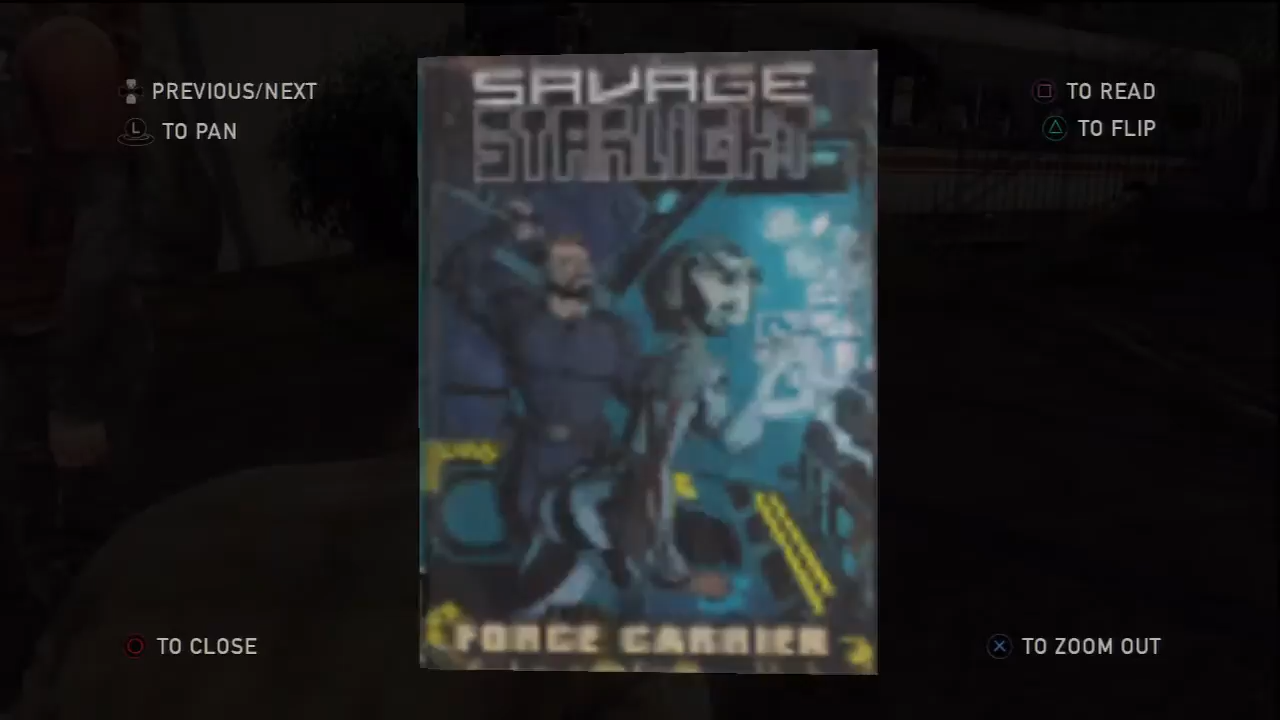 PREVIOUS/NEXT
L TO PAN
TO READ
TO FLIP
SAVAGE
STARLIGHT
FORCE CARRIER
TO CLOSE
TO ZOOM OUT